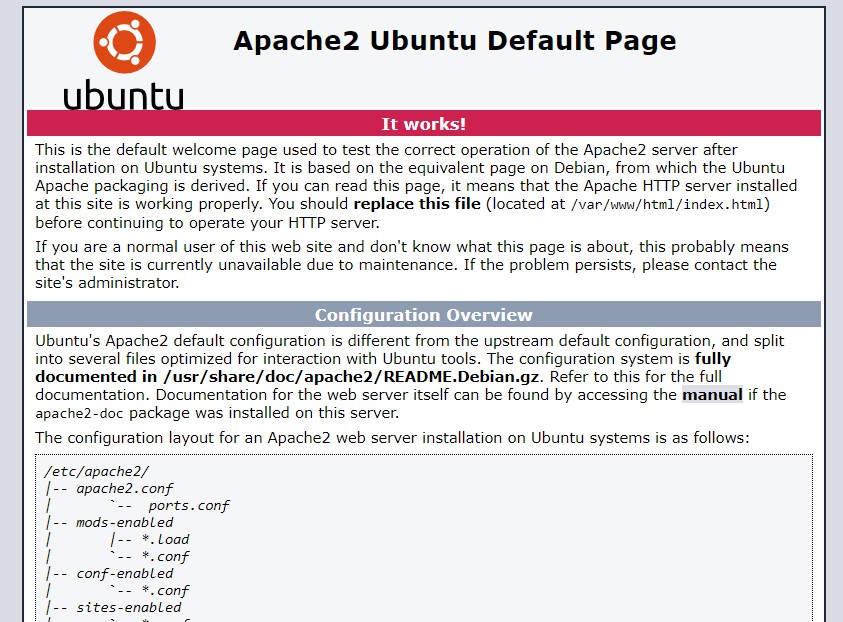 ubuntu
Apache2 Ubuntu Default Page
It works!
This is the default welcome page used to test the correct operation of the Apache2 server after
installation on Ubuntu systems. It is based on the equivalent page on Debian, from which the Ubuntu
Apache packaging is derived. If you can read this page, it means that the Apache HTTP server installed
at this site is working properly. You should replace this file (located at /var/www/html/index.html)
before continuing to operate your HTTP server.
If you are a normal user of this web site and don't know what this page is about, this probably means
that the site is currently unavailable due to maintenance. If the problem persists, please contact the
site's administrator.
Configuration Overview
Ubuntu's Apache2 default configuration is different from the upstream default configuration, and split
into several files optimized for interaction with Ubuntu tools. The configuration system is fully
documented in /usr/share/doc/apache2/README.Debian.gz. Refer to this for the full
documentation. Documentation for the web server itself can be found by accessing the manual if the
apache2-doc package was installed on this server.
The configuration layout for an Apache2 web server installation on Ubuntu systems is as follows:
/etc/apache2/
|-- apache2.conf
|       `--  ports.conf
|-- mods-enabled
|       |-- *.load
|       `-- *.conf
|-- conf-enabled
|       `-- *.conf
|-- sites-enabled